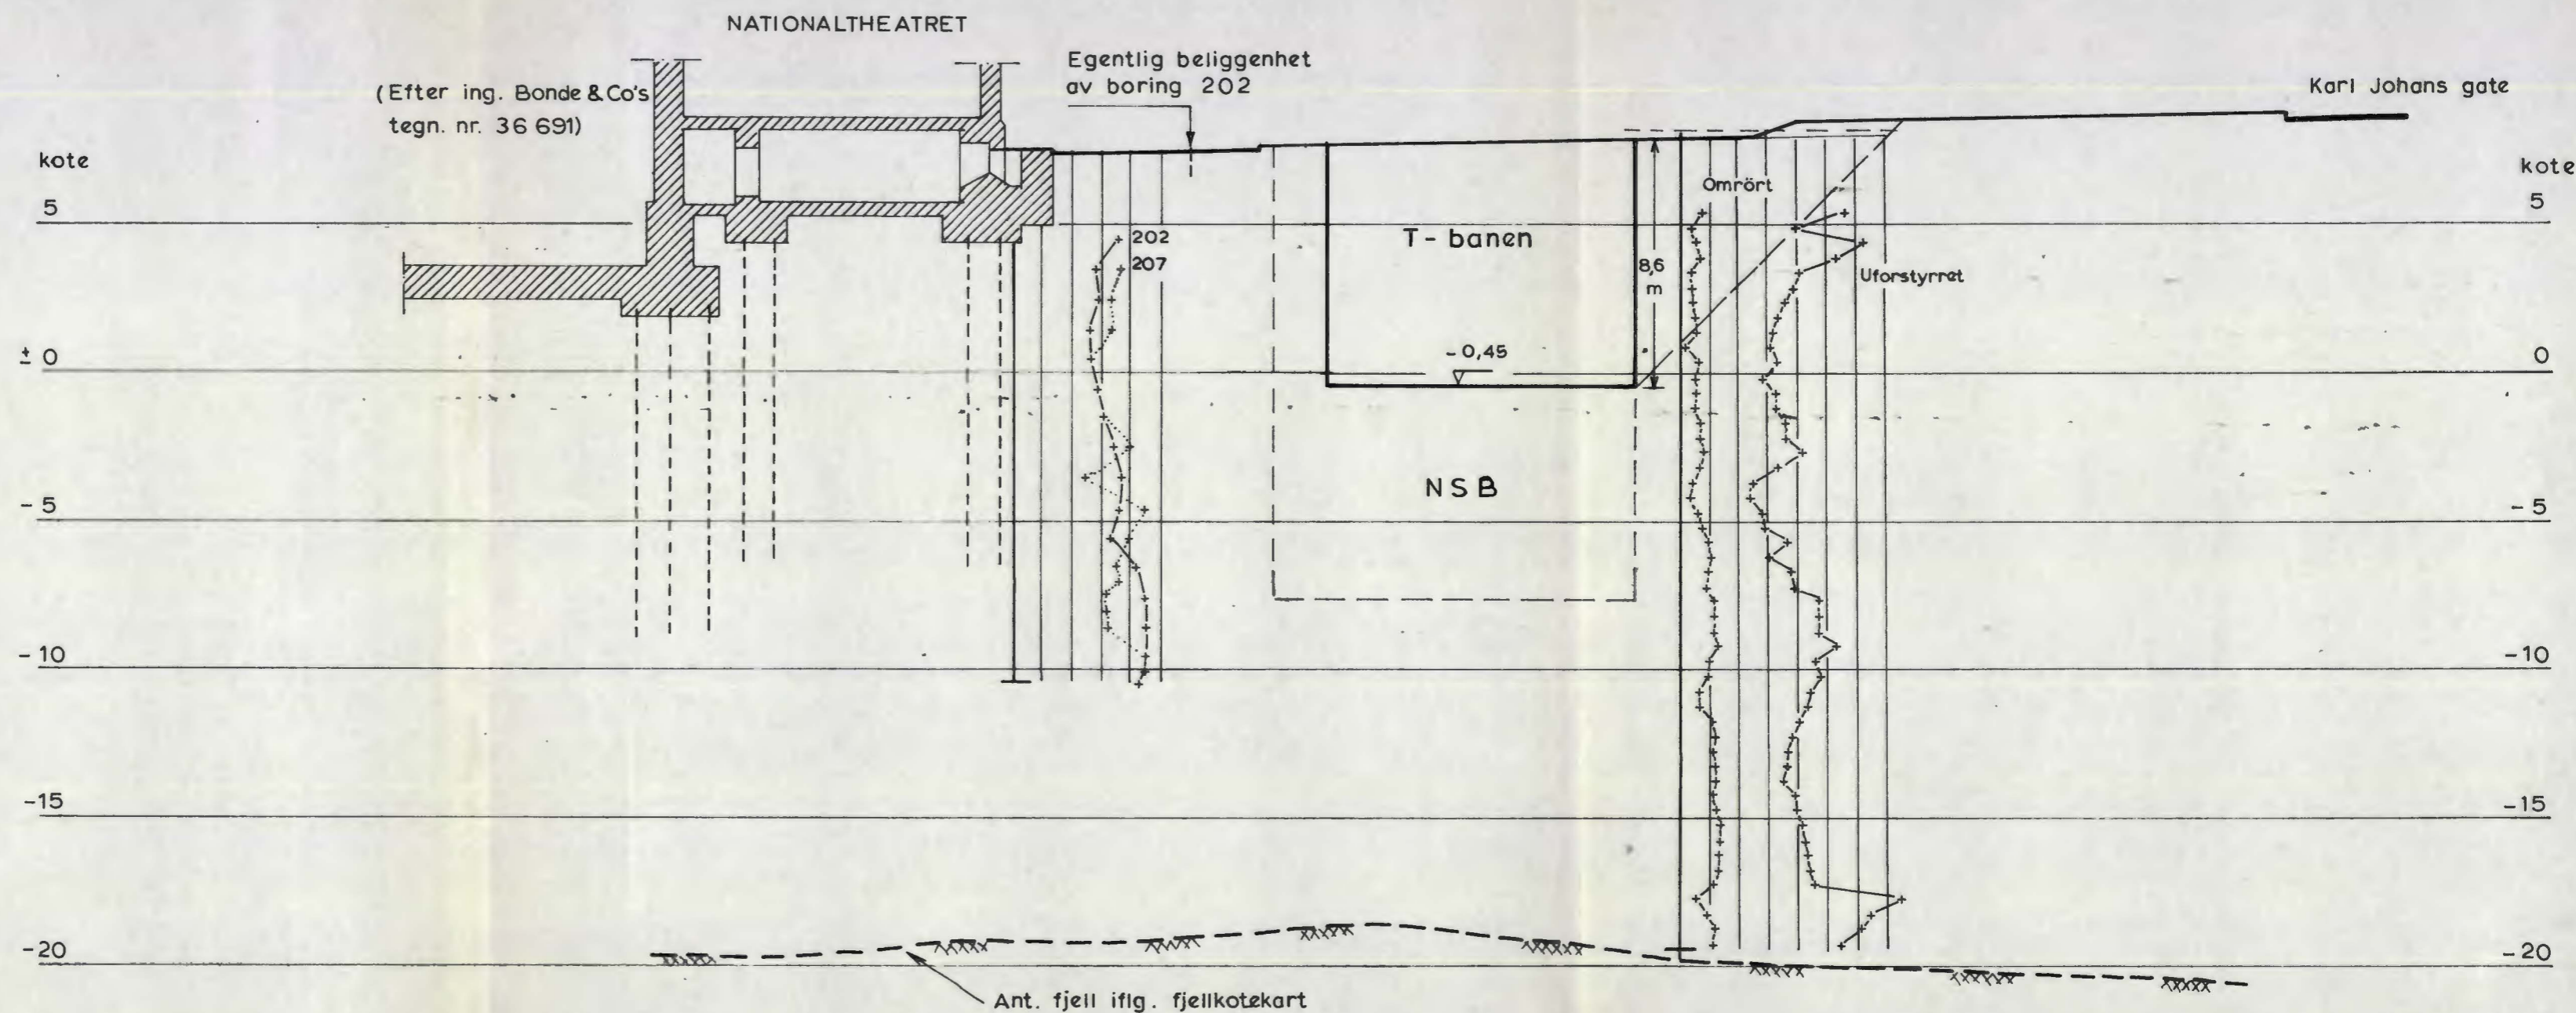 NATIONALTHEATRET
Egentlig beliggenhet
av boring 202
(Efter ing. Bonde & Co's
tegn. nr. 36 691)
Karl Johans gate
kote
kote
Omrört
5
5
202
T-banen
207
8,6
m
Uforstyrret
± 0
-0,45
0
NSB
-5
-5
-10
-10
-15
-15
-20
-20
Ant. fjell iflg. fjellkotekart